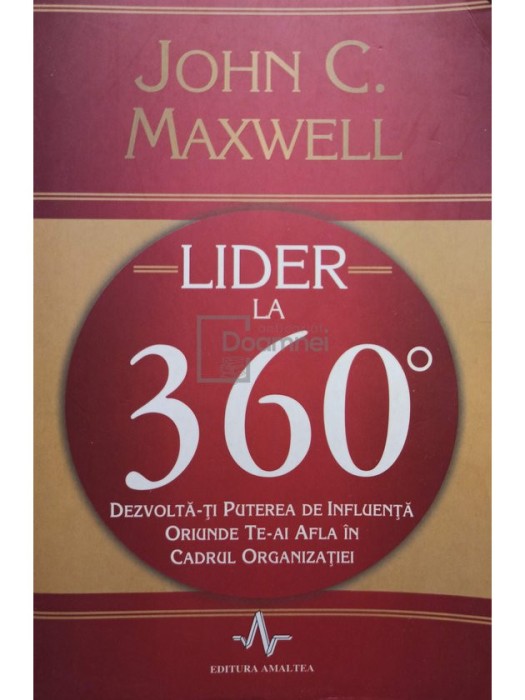 JOHN C.
MAXWELL
LIDER
LA
360°
DEZVOLTĂ-ȚI PUTEREA DE INFLUENȚĂ
ORIUNDE TE-AI AFLA ÎN
CADRUL ORGANIZAȚIEI
EDITURA AMALTEA
Doamnei